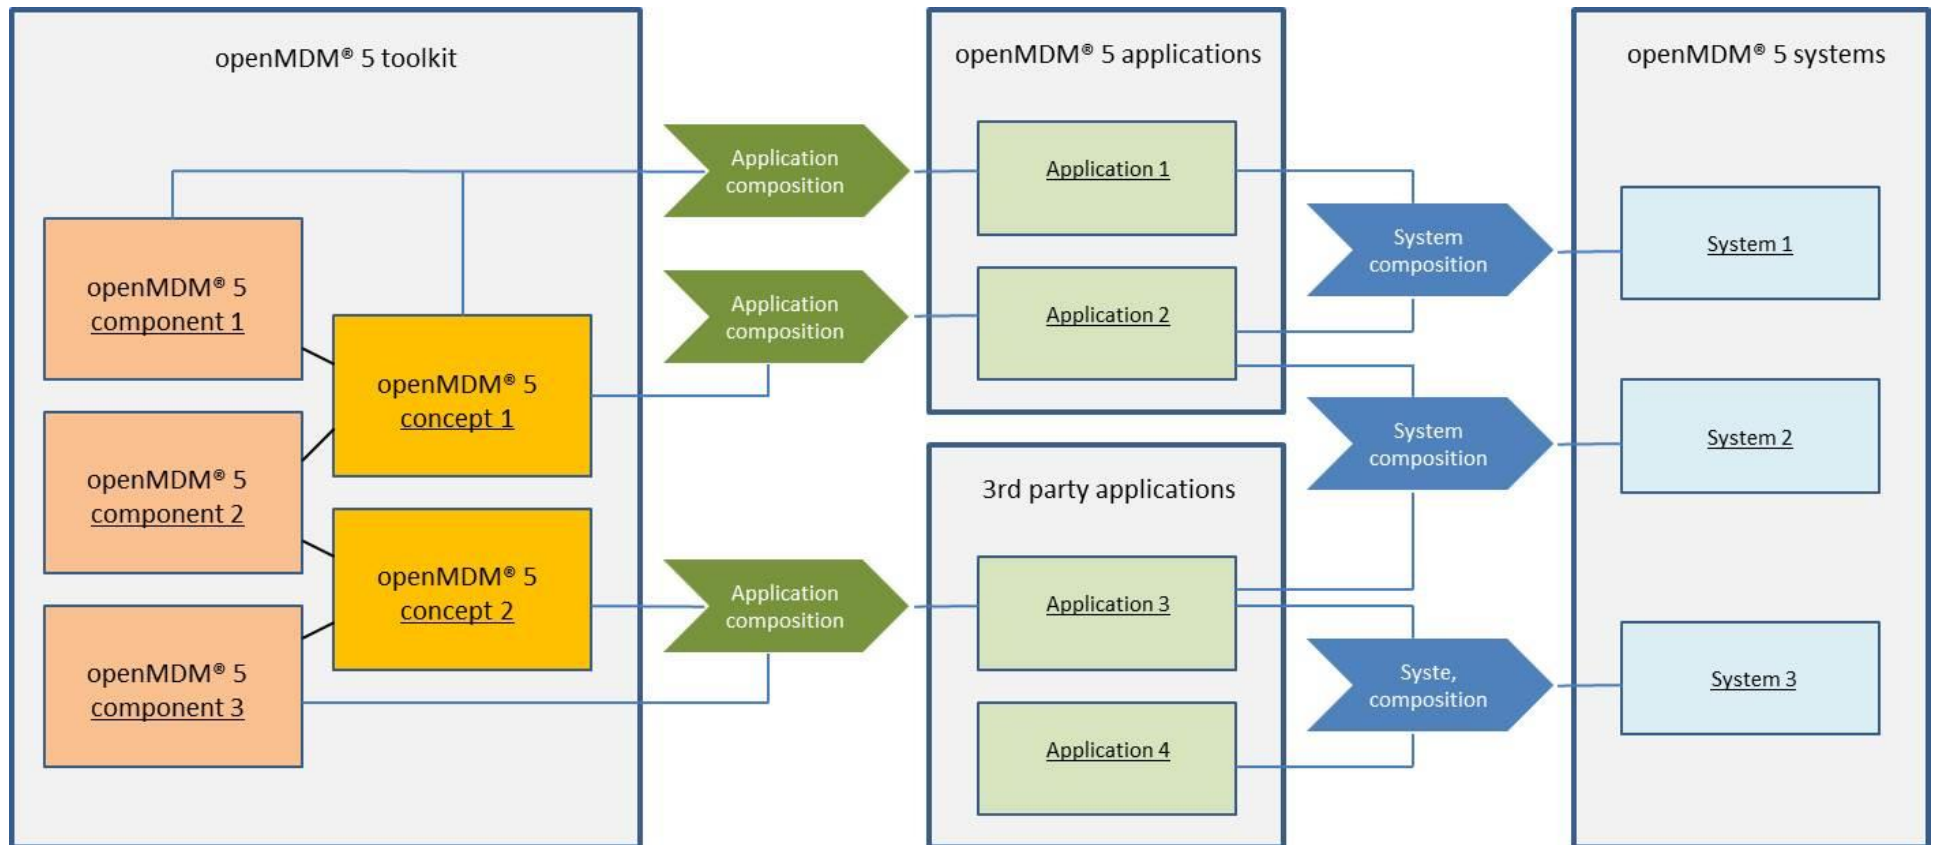 openMDM® 5 toolkit
openMDM® 5
component 1
openMDM® 5
component 2
openMDM® 5
component 3
openMDM® 5
concept 1
openMDM® 5
concept 2
Application
composition
Application
composition
Application
composition
openMDM® 5 applications
Application 1
Application 2
3rd party applications
Application 3
Application 4
System
composition
System
composition
Syste,
composition
openMDM® 5 systems
System 1
System 2
System 3